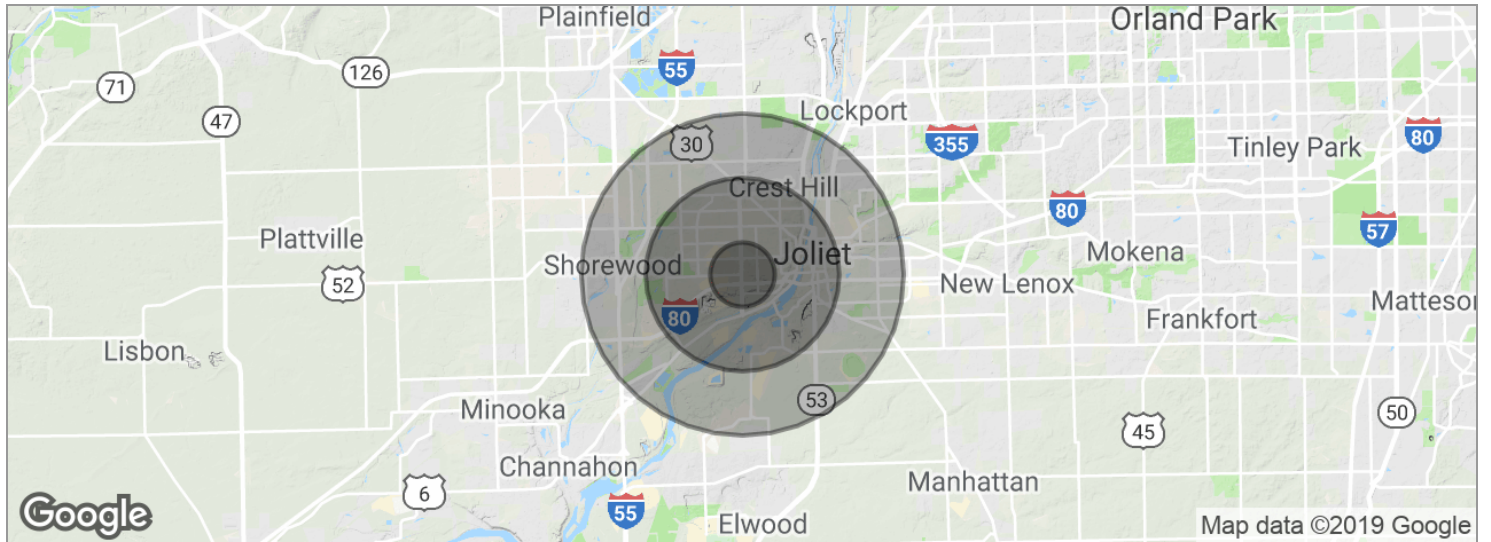 Plainfield
Orland Park
55
126
71
47
Lockport
30
355
80
Tinley Park
Crest Hill
80
57
Plattville
Joliet
Mokena
Shorewood
52
New Lenox
Matteson
80
Frankfort
Lisbon
Minooka
53
50
45
Channahon
Manhattan
6
55
Elwood
Google
Map data ©2019 Google